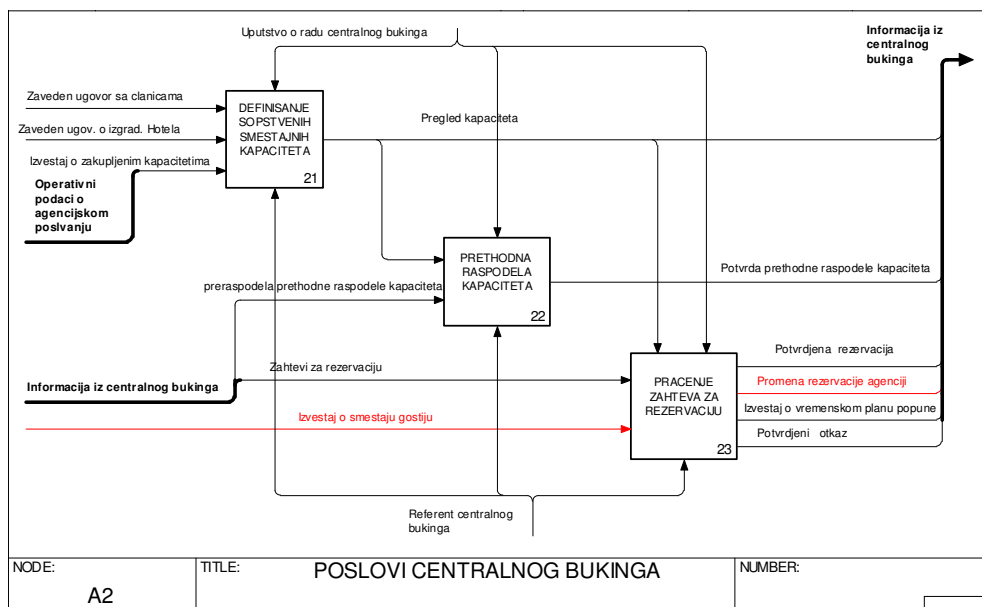 Uputstvo o radu centralnog bukinga
Informacija iz
centralnog
bukinga
Zaveden ugovor sa clanicama
Zaveden ugov. o izgrad. Hotela
Izvestaj o zakupljenim kapacitetima
Operativni
podaci o
agencijskom
poslvanju
DEFINISANJE
SOPSTVENIH
SMESTAJNIH
KAPACITETA
21
Pregled kapaciteta
PRETHODNA
RASPODELA
KAPACITETA
22
Potvrda prethodne raspodele kapaciteta
preraspodela prethodne raspodele kapaciteta
Informacija iz centralnog bukinga
Zahtevi za rezervaciju
Izvestaj o smestaju gostiju
PRACENJE
ZAHTEVA ZA
REZERVACIJU
23
Potvrdjena rezervacija
Promena rezervacije agenciji
Izvestaj o vremenskom planu popune
Potvrdjeni otkaz
Referent centralnog
bukinga
NODE:
A2
TITLE:
POSLOVI CENTRALNOG BUKINGA
NUMBER: